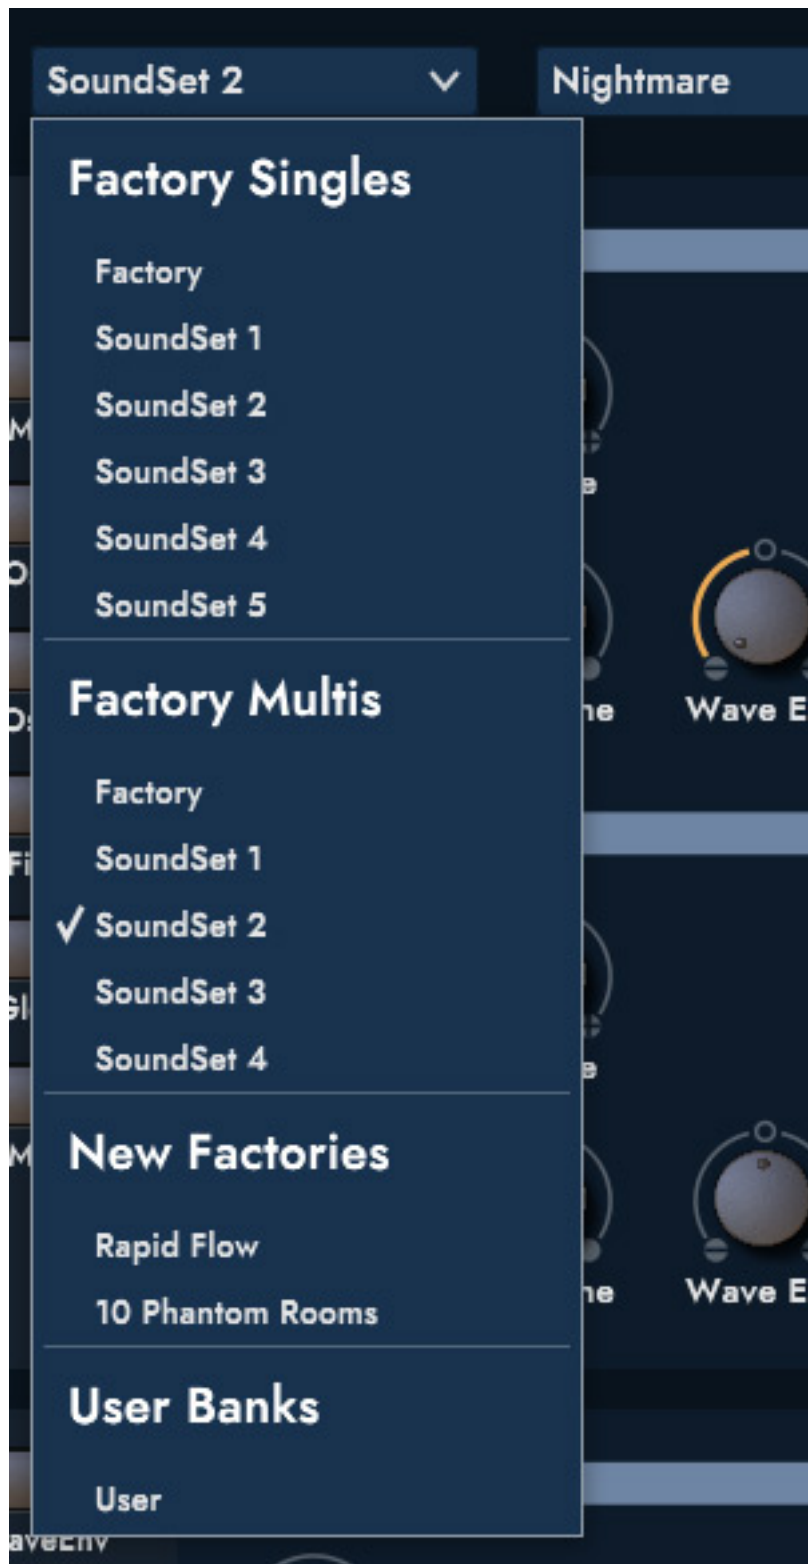 SoundSet 2
Nightmare
Factory Singles
Factory
SoundSet 1
SoundSet 2
SoundSet 3
SoundSet 4
SoundSet 5
Factory Multis
Factory
SoundSet 1
SoundSet 2
SoundSet 3
SoundSet 4
New Factories
Rapid Flow
10 Phantom Rooms
User Banks
User
Wave E
Wave E
aveEnv